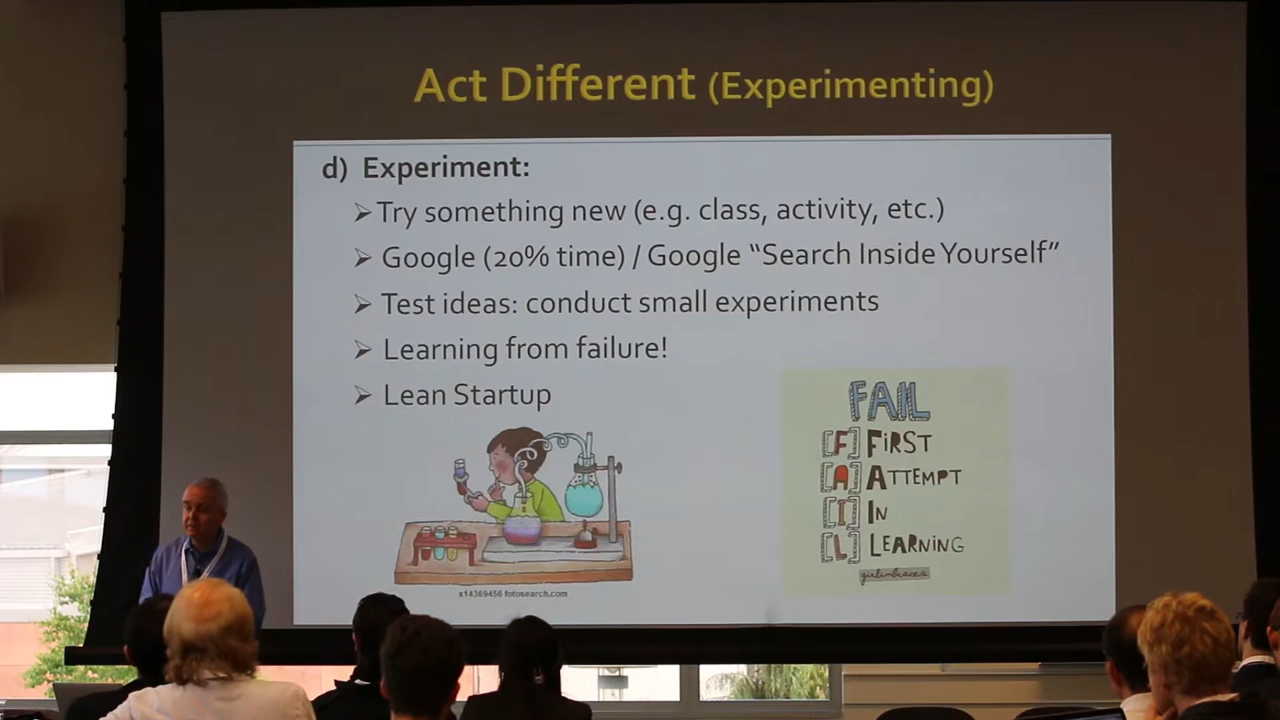 Act Different (Experimenting)
d) Experiment:
Try something new (e.g. class, activity, etc.)
Google (20% time) / Google “Search Inside Yourself”
Test ideas: conduct small experiments
Learning from failure!
Lean Startup
x14369456 fotosearch.com
FAIL
[F] FiRST
[A] ATTEMPT
[I] IN
[L] LEARNING
girlinbraces